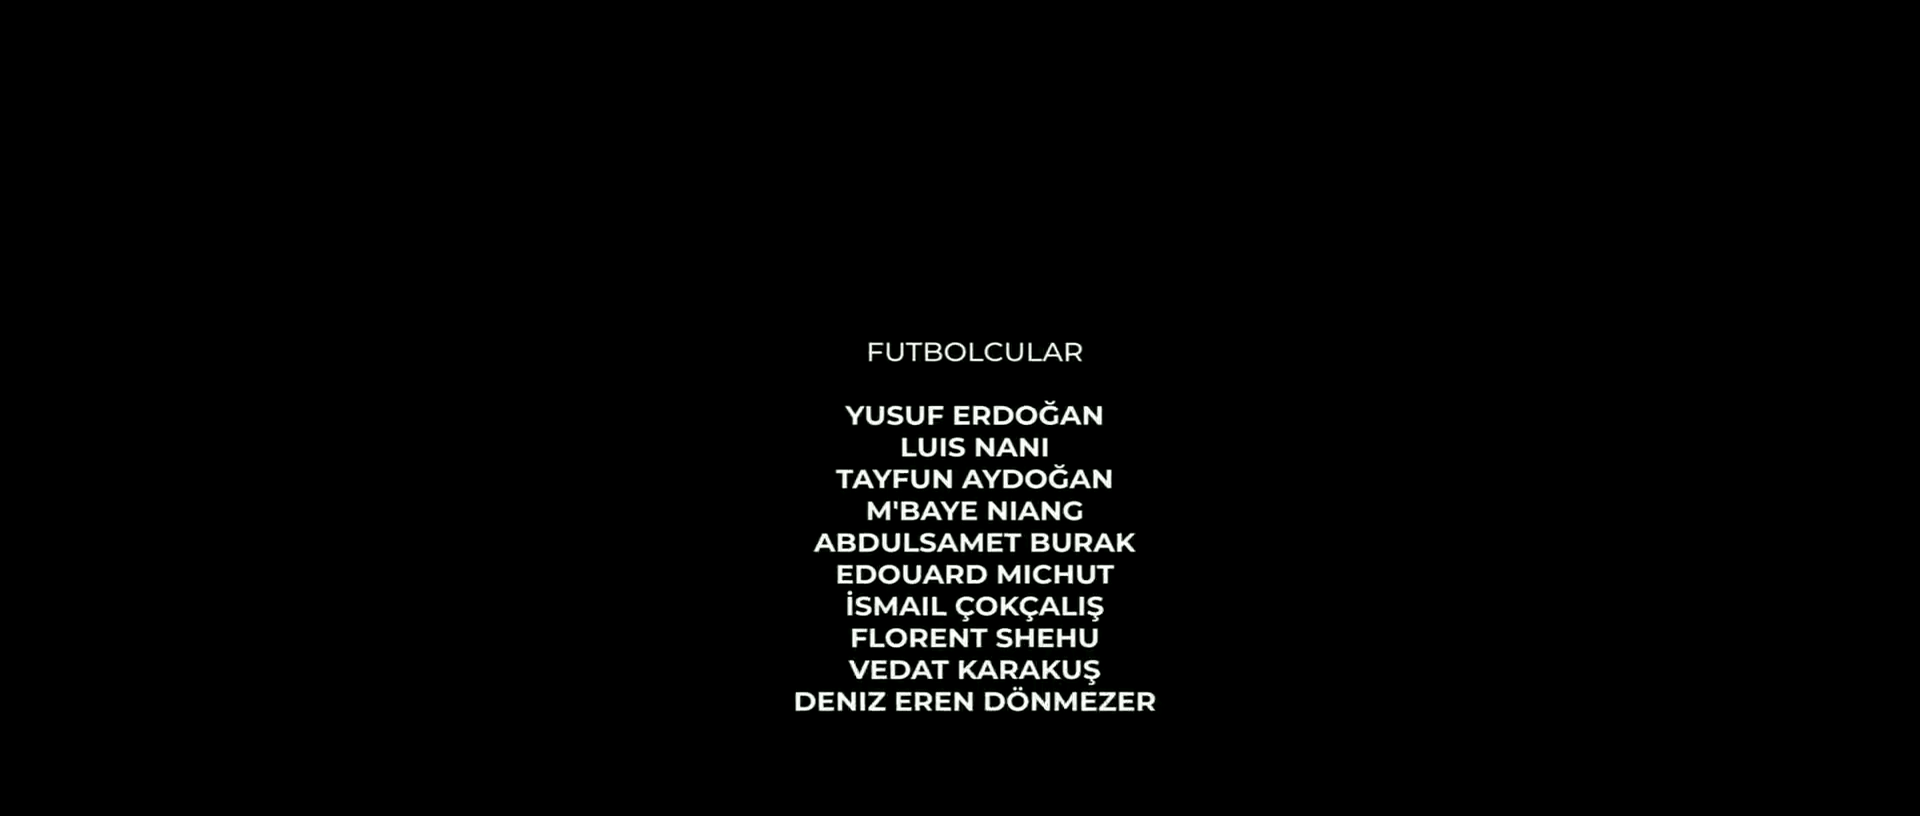 FUTBOLCULAR
YUSUF ERDOĞAN
LUIS NANI
TAYFUN AYDOĞAN
M'BAYE NIANG
ABDULSAMET BURAK
EDOUARD MICHUT
İSMAIL ÇOKÇALIŞ
FLORENT SHEHU
VEDAT KARAKUŞ
DENIZ EREN DÖNMEZER